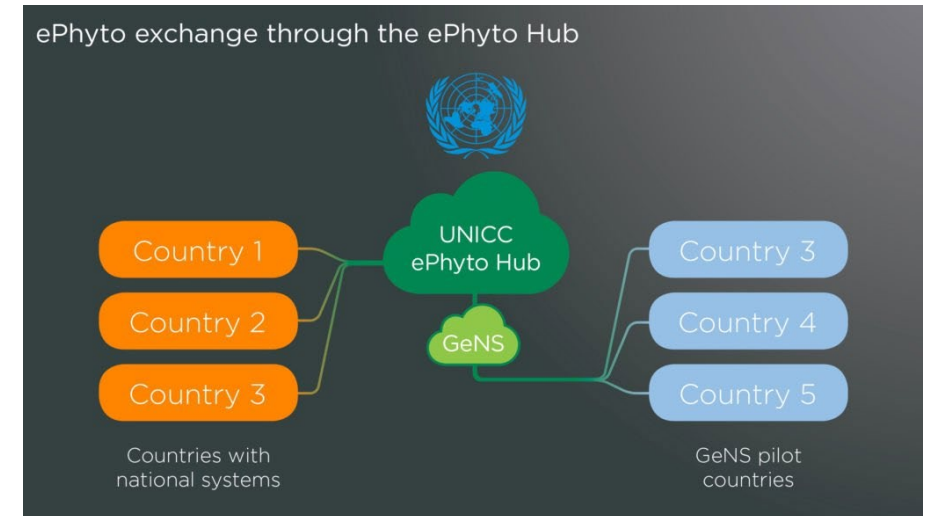 ePhyto exchange through the ePhyto Hub
UNICC
ePhyto Hub
GeNS
Country 1
Country 2
Country 3
Countries with
national systems
Country 3
Country 4
Country 5
GeNS pilot
countries